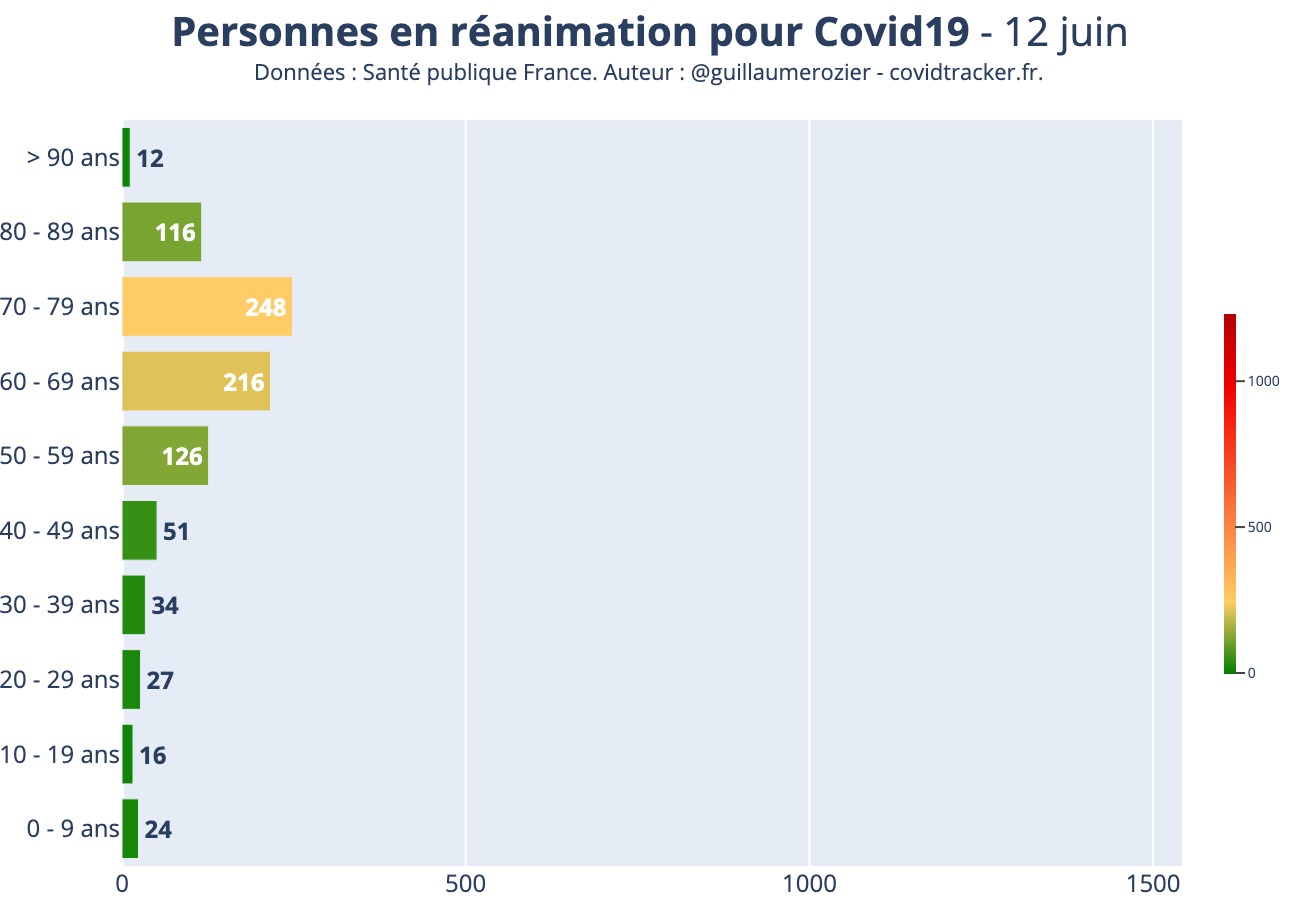 Personnes en réanimation pour Covid19 - 12 juin
Données : Santé publique France. Auteur : @guillaumerozier - covidtracker.fr.
> 90 ans 12
80 - 89 ans 116
70 - 79 ans 248
60 - 69 ans 216
50 - 59 ans 126
40 - 49 ans 51
30 - 39 ans 34
20 - 29 ans 27
10 - 19 ans 16
0 - 9 ans 24
0 500 1000 1500
1000
500
0